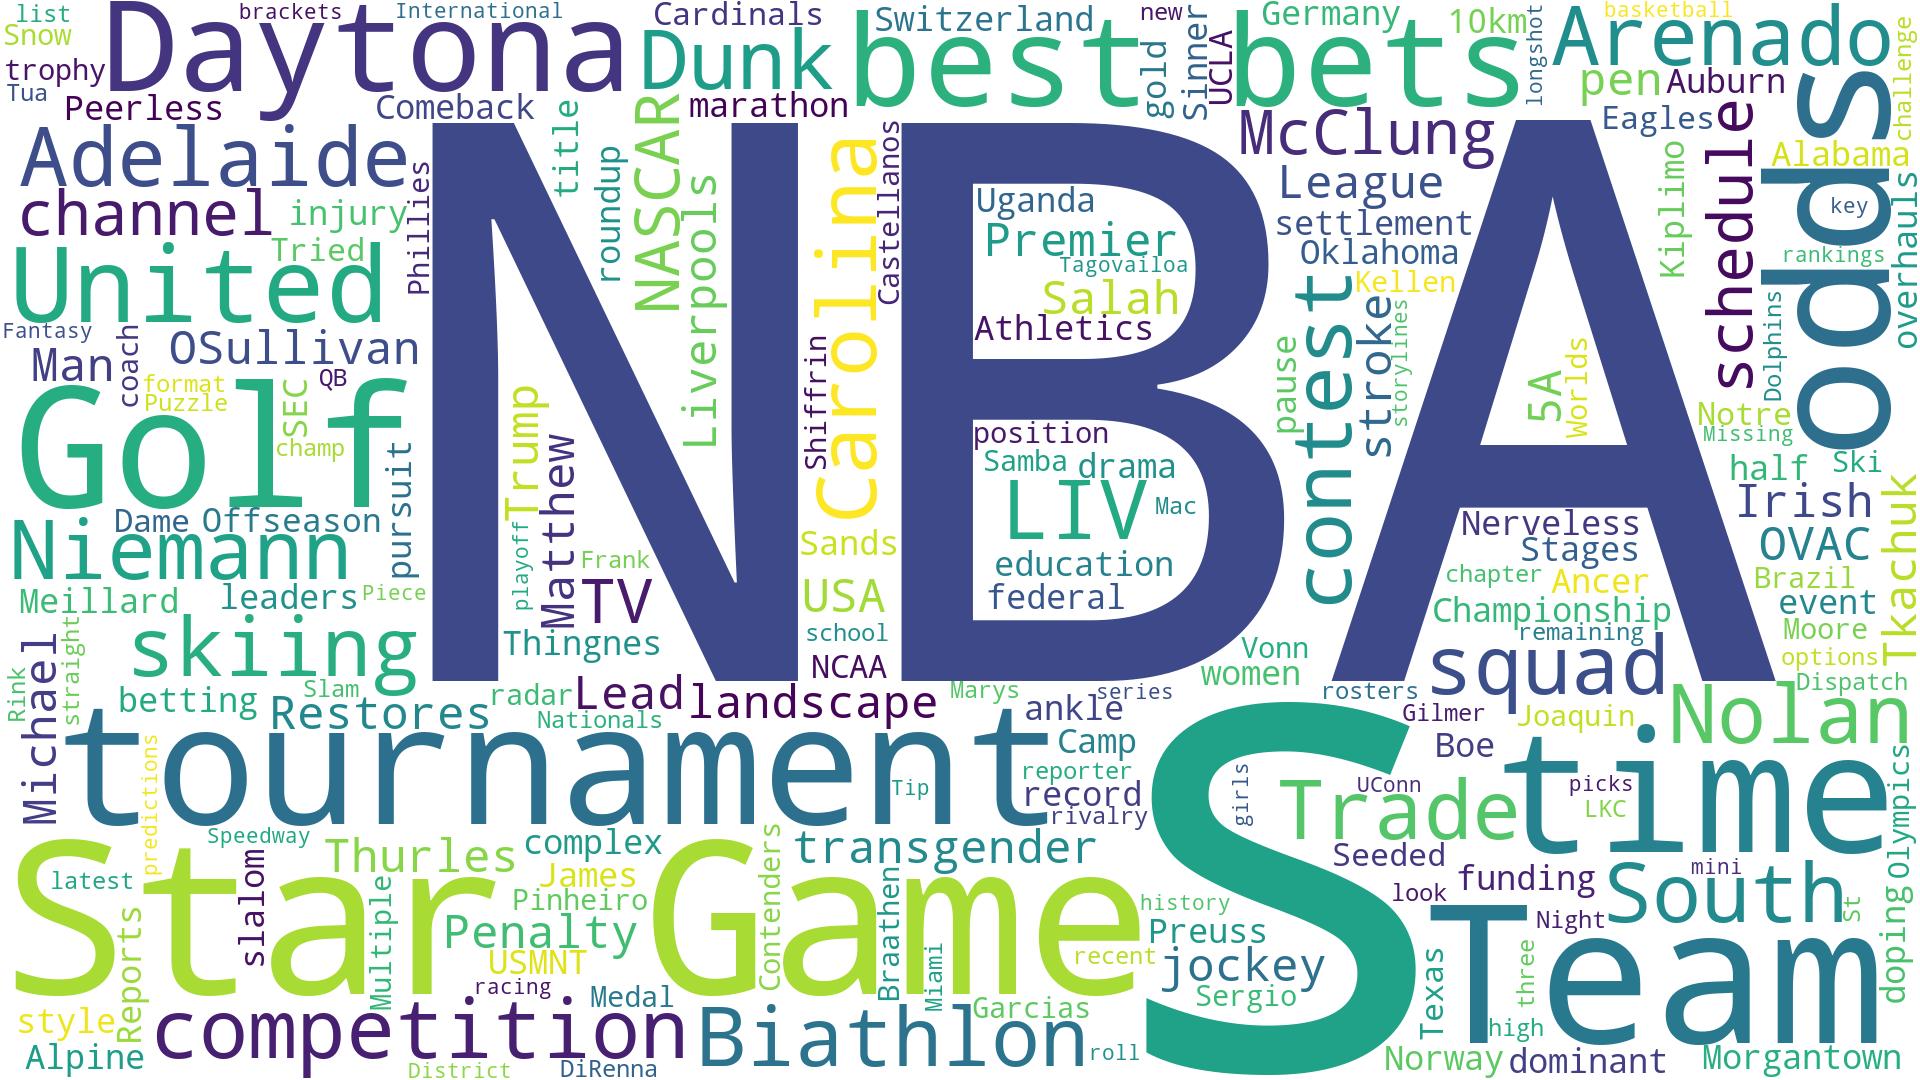 list
brackets
International
Cardinals
Switzerland
new
Germany
10km
longshot
basketball
Snow
Daytona
Dunk
best
gold
Sinner
UCLA
bets
Arenado
challenge
trophy
Tua
Peerless
Comeback
title
NASCAR
marathon
pen
Auburn
odds
Adelaide
Phillies
roundup
NBA
carolina
Castellanos
McClung
Eagles
schedule
Alabama
channel
injury
Liverpools
Uganda
League
Kiplimo
key
overhauls
Tried
Premier
settlement
Oklahoma
rankings
United
Tagovailoa
Salah
Kellen
Fantasy
coach
OSullivan
Athletics
contest
stroke
storylines
Dolphins
Man
QB
Shiffrin
pause
5A
Worlds
format
Puzzle
SEC
Golf
champ
Trump
Notre
Missing
pursuit
Matthew
position
Samba
drama
half
Ski
Dame
Offseason
LIV
Mac
Irish
Tkachuk
Niemann
playoff
Frank
Sands
Nerveless
Stages
OVAC
Meillard
leaders
Piece
TV
USA
education
federal
chapter
Ancer
Brazil
Championship
event
Michael
straight
skiing
Thingnes
school
remaining
Moore
Rink
NCAA
Vonn
women
squad
options
betting
Slam
Restores
radar
Lead
landscape
Marys
series
rosters
Dispatch
Nationals
ankle
Gilmer
Joaquin
Nolan
predictions
tournament
Camp
Boe
time
Tip
reporter
record
rivalry
S
girls
Trade
UConn
picks
LKC
Olympics
Speedway
complex
transgender
Seeded
Star
Game
latest
slalom
Thurles
James
Contenders
Braathen
look
funding
mini
South
Reports
Multiple
Pinheiro
history
Team
Night
St
doping
Penalty
Preuss
USMNT
Miami
recent
jockey
Texas
three
racing
Medal
Sergio
style
competition
Biathlon
Garcias
high
Alpine
District
DiRenna
roll
Norway
dominant
Morgantown